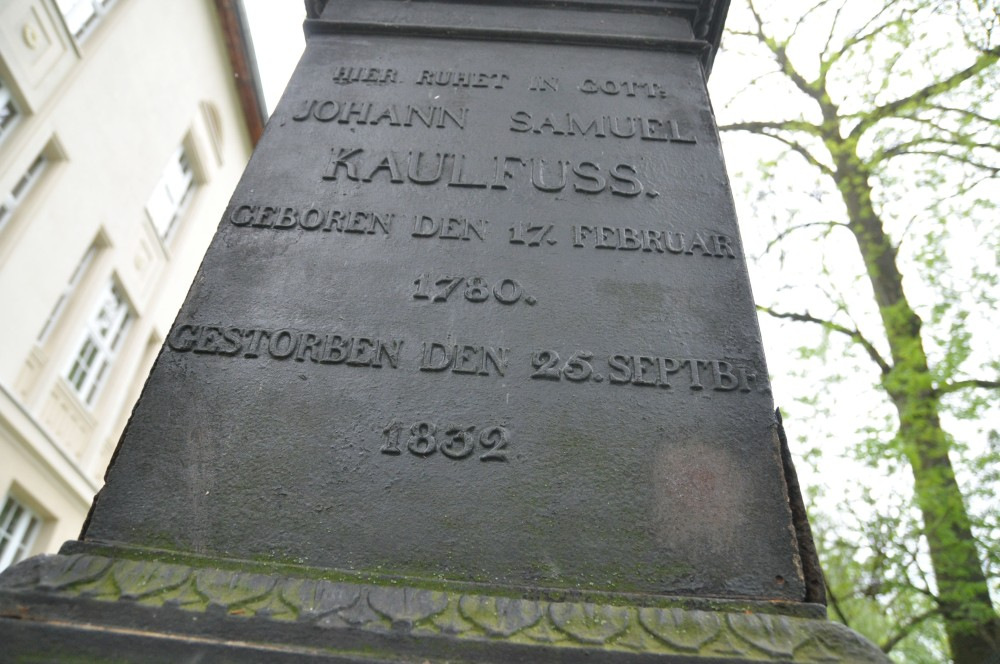 HIER RUHET IN GOTT:
JOHANN SAMUEL
KAULFUSS.
GEBOREN DEN 17. FEBRUAR
1780.
GESTORBEN DEN 25. SEPTBR
1832